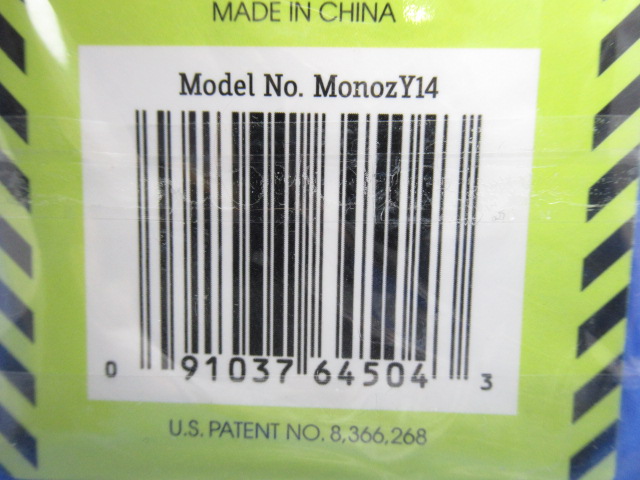 MADE IN CHINA
Model No. MonozY14
0 91037 64504 3
U.S. PATENT NO. 8,366,268